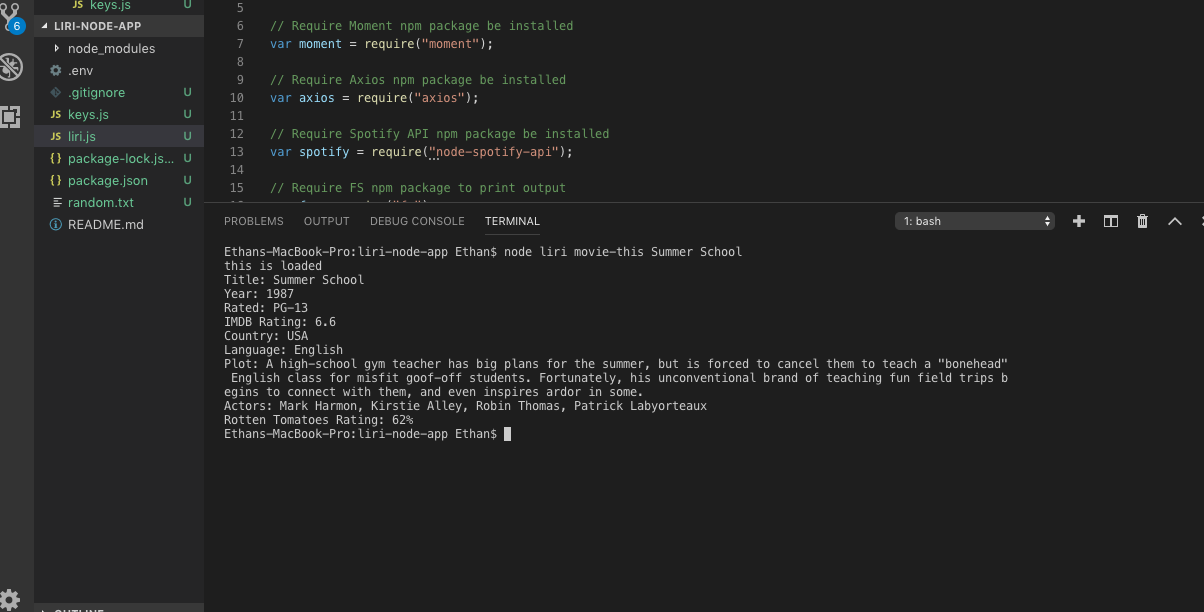 JS keys.js U
6
LIRI-NODE-APP
node_modules
.env
.gitignore U
JS keys.js U
JS liri.js U
{} package-lock.js... U
{} package.json U
random.txt U
README.md
5
6 // Require Moment npm package be installed
7 var moment = require("moment");
8
9 // Require Axios npm package be installed
10 var axios = require("axios");
11
12 // Require Spotify API npm package be installed
13 var spotify = require("node-spotify-api");
14
15 // Require FS npm package to print output
PROBLEMS OUTPUT DEBUG CONSOLE TERMINAL 1: bash
Ethans-MacBook-Pro:liri-node-app Ethan$ node liri movie-this Summer School
this is loaded
Title: Summer School
Year: 1987
Rated: PG-13
IMDB Rating: 6.6
Country: USA
Language: English
Plot: A high-school gym teacher has big plans for the summer, but is forced to cancel them to teach a "bonehead"
English class for misfit goof-off students. Fortunately, his unconventional brand of teaching fun field trips b
egins to connect with them, and even inspires ardor in some.
Actors: Mark Harmon, Kirstie Alley, Robin Thomas, Patrick Labyorteaux
Rotten Tomatoes Rating: 62%
Ethans-MacBook-Pro:liri-node-app Ethan$
OUTLINE